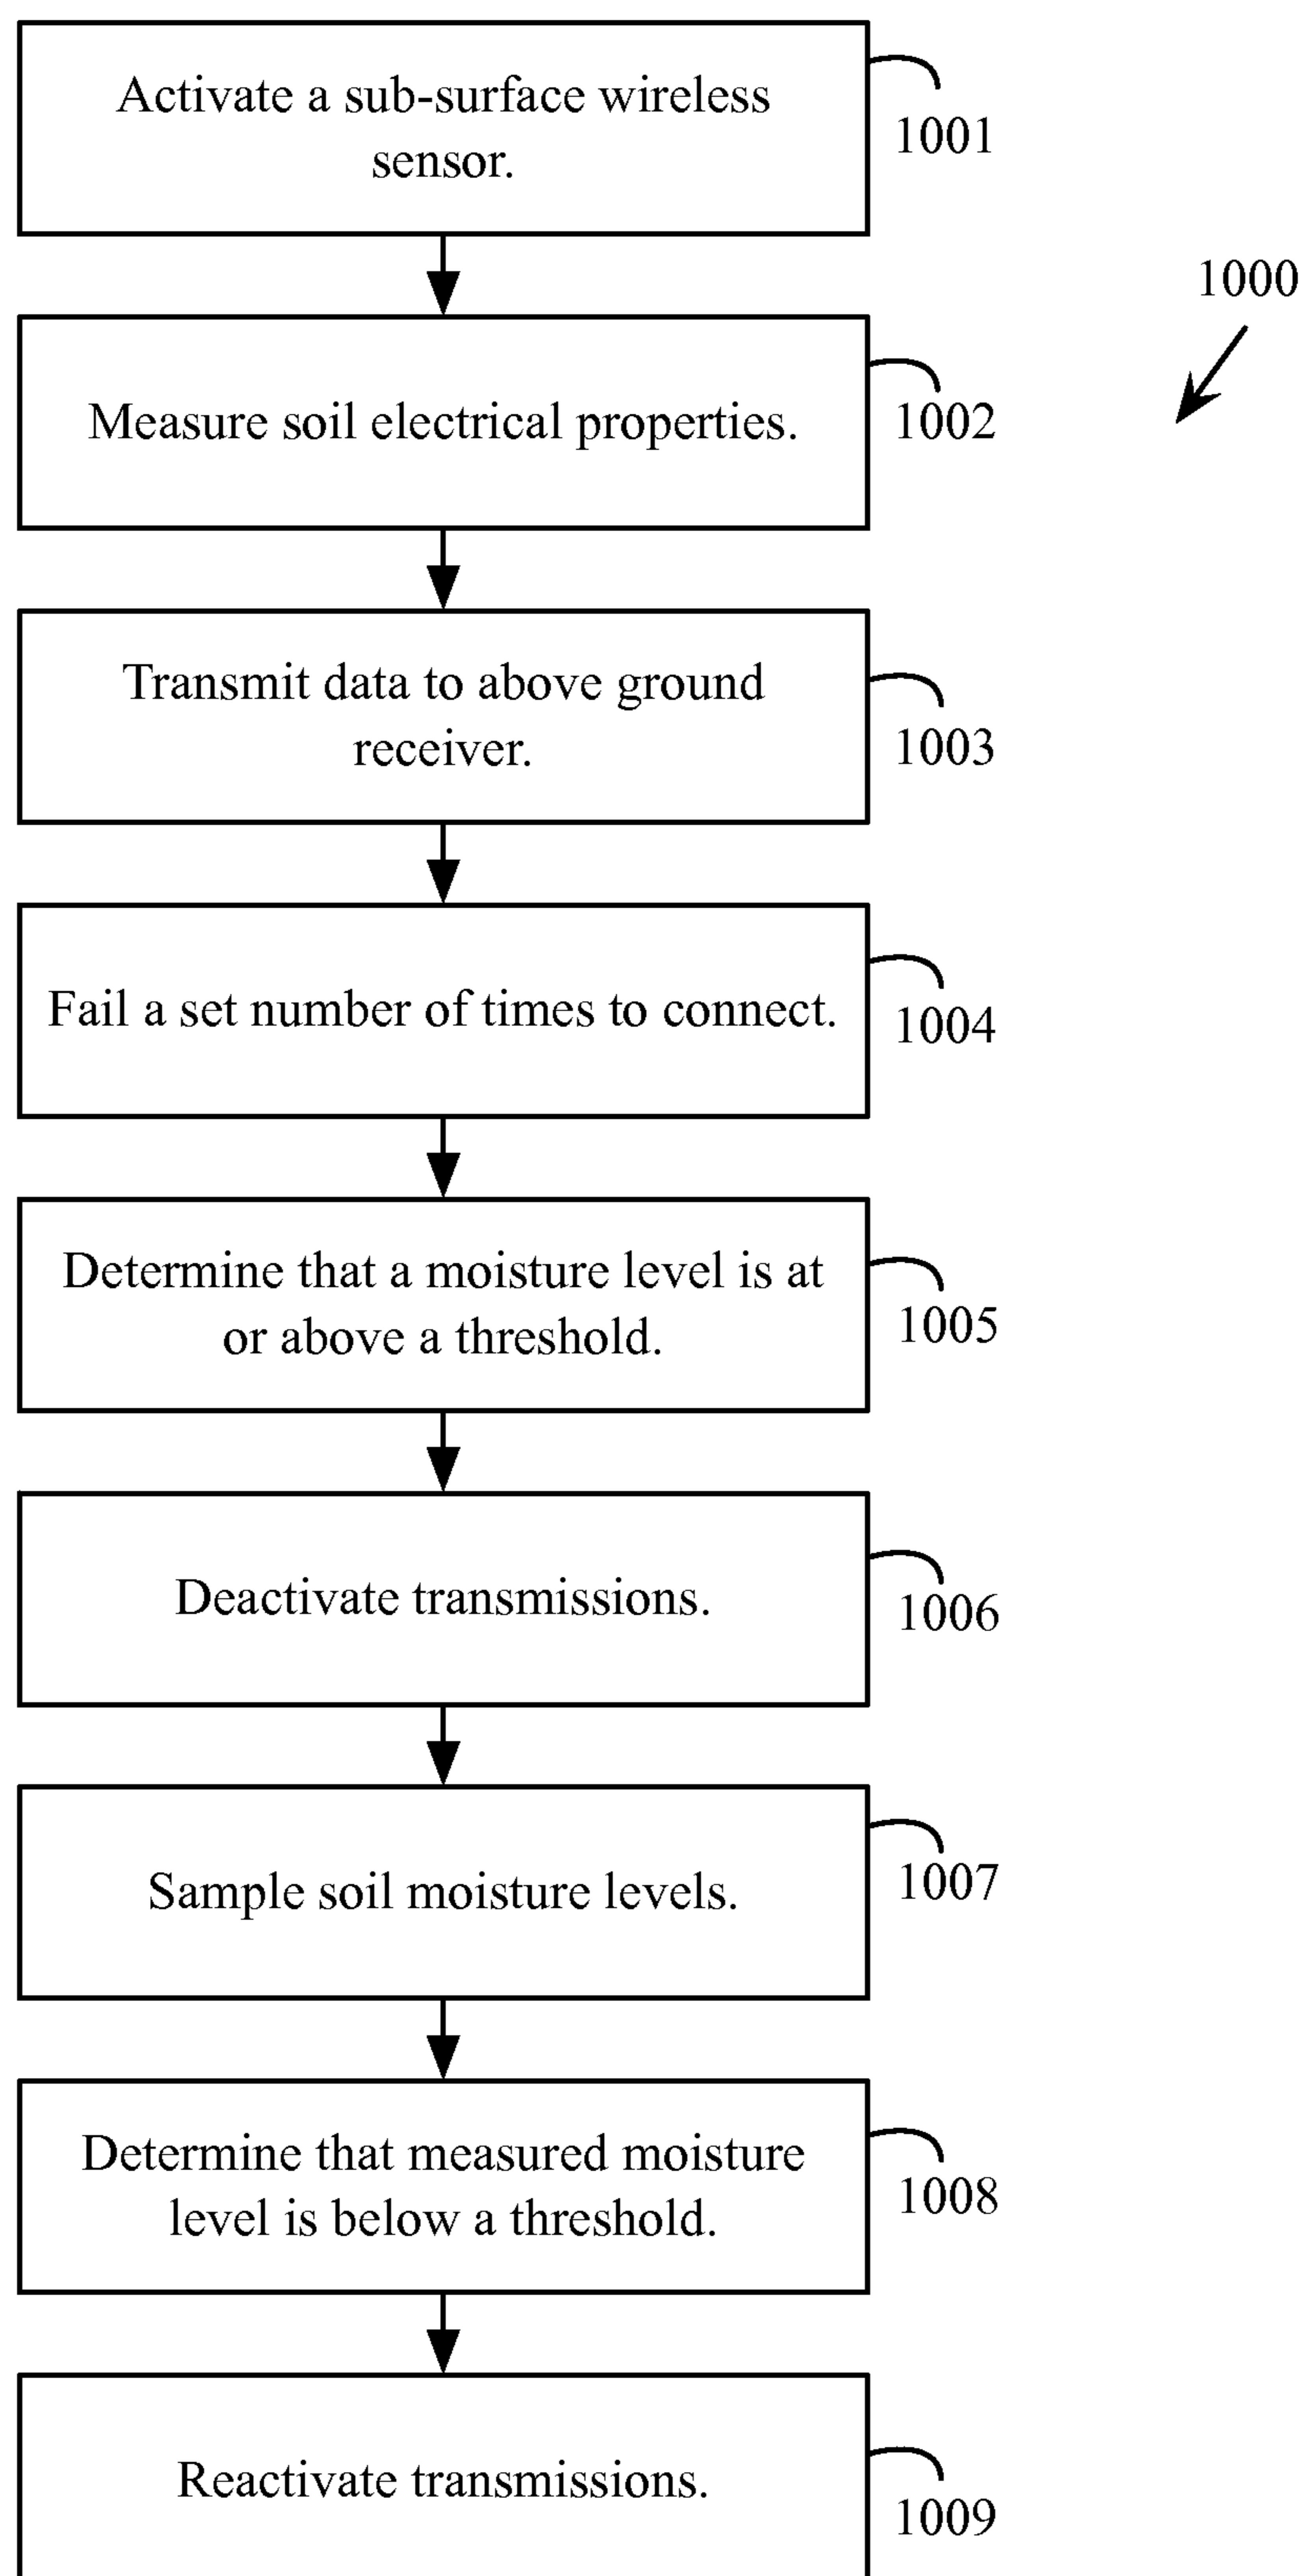 Activate a sub-surface wireless
sensor.
1001
1000
Measure soil electrical properties.
1002
Transmit data to above ground
receiver.
1003
Fail a set number of times to connect.
1004
Determine that a moisture level is at
or above a threshold.
1005
Deactivate transmissions.
1006
Sample soil moisture levels.
1007
Determine that measured moisture
level is below a threshold.
1008
Reactivate transmissions.
1009